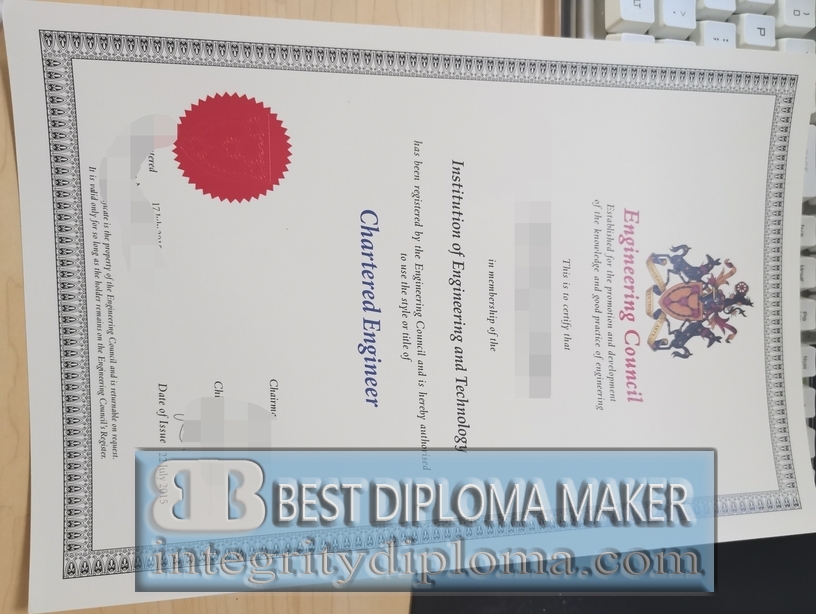 Engineering Council
Established for the promotion and development
of the knowledge and good practice of engineering
This is to certify that
in membership of the
Institution of Engineering and Technology
has been registered by the Engineering Council and is hereby authorised
to use the style or title of
Chartered Engineer
Date of Issue 22 July 2015
is the property of the Engineering Council and is returnable on request.
It is valid only for so long as the holder remains on the Engineering Council's Register.
BEST DIPLOMA MAKER
integritydiploma.com
P